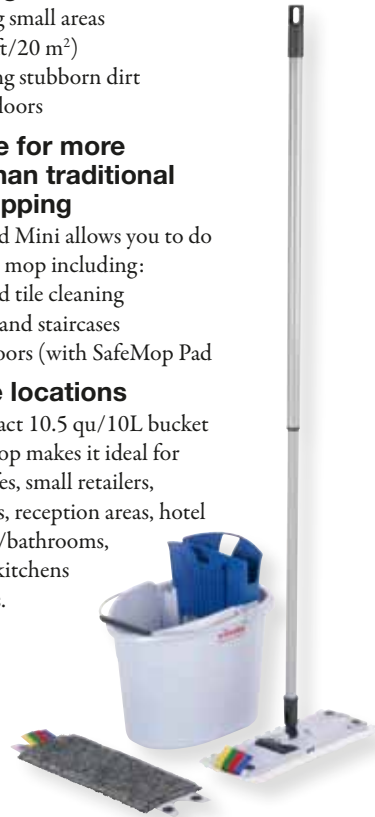 g small areas
ft/20 m²)
ng stubborn dirt
loors
e for more
han traditional
pping
d Mini allows you to do
mop including:
d tile cleaning
and staircases
oors (with SafeMop Pad
e locations
act 10.5 qu/10L bucket
op makes it ideal for
es, small retailers,
s, reception areas, hotel
/bathrooms,
kitchens
s.